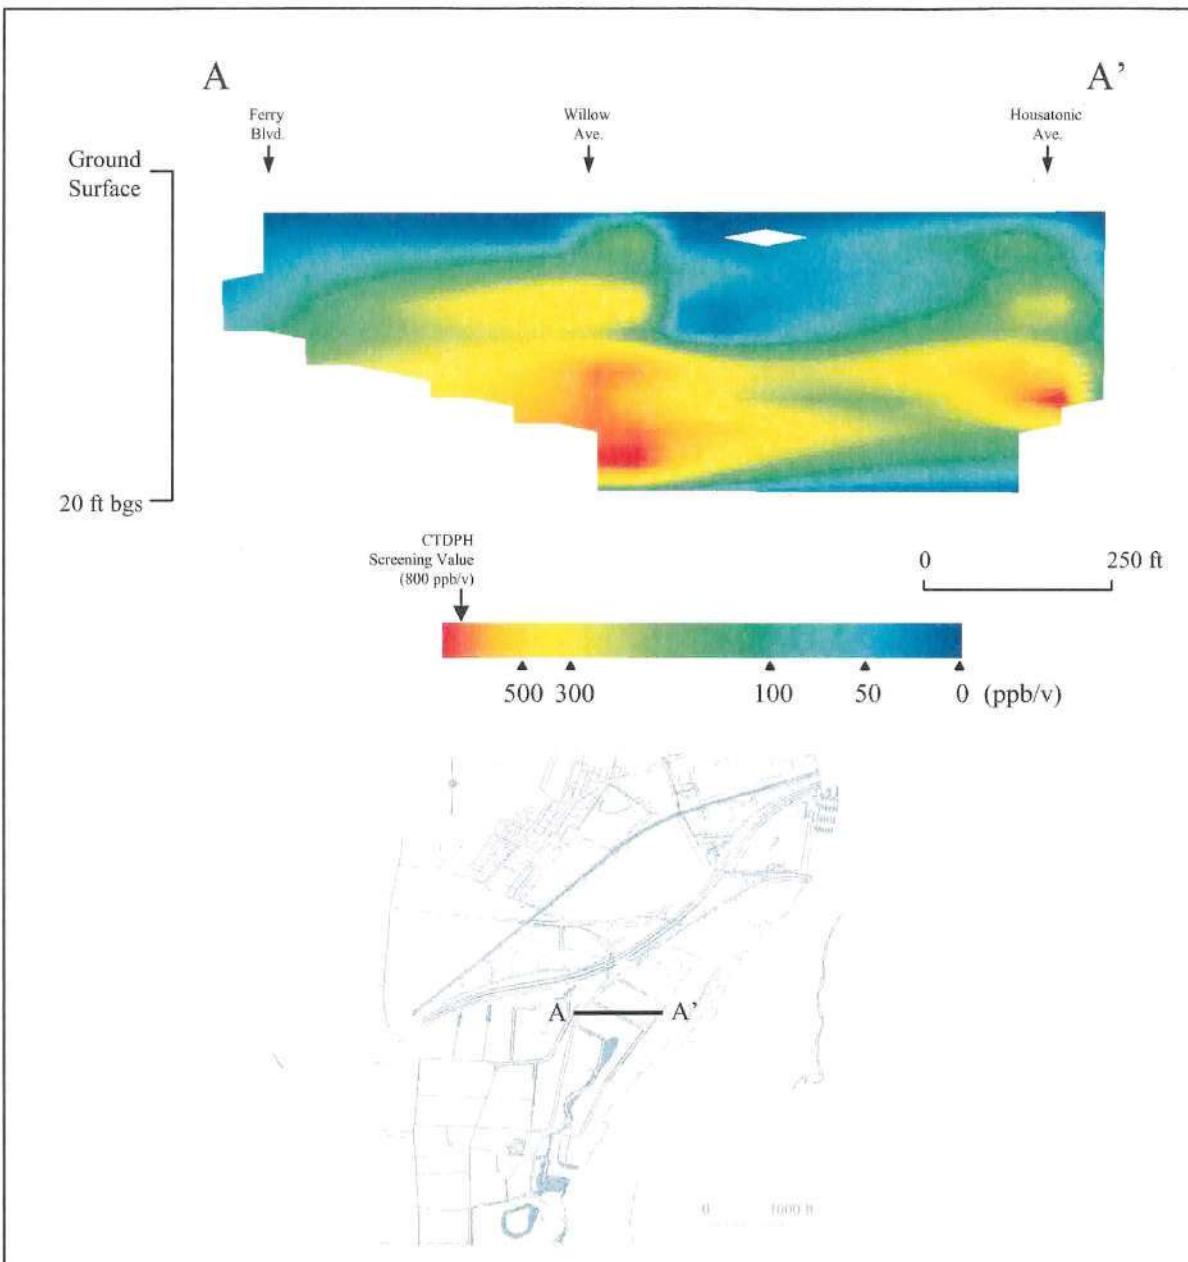 A
A’
Ferry
Blvd.
Willow
Ave.
Housatonic
Ave.
Ground
Surface
20 ft bgs
CTDPH
Screening Value
(800 ppb/v)
0
250 ft
500
300
100
50
0
(ppb/v)
A
A’
0
1000 ft